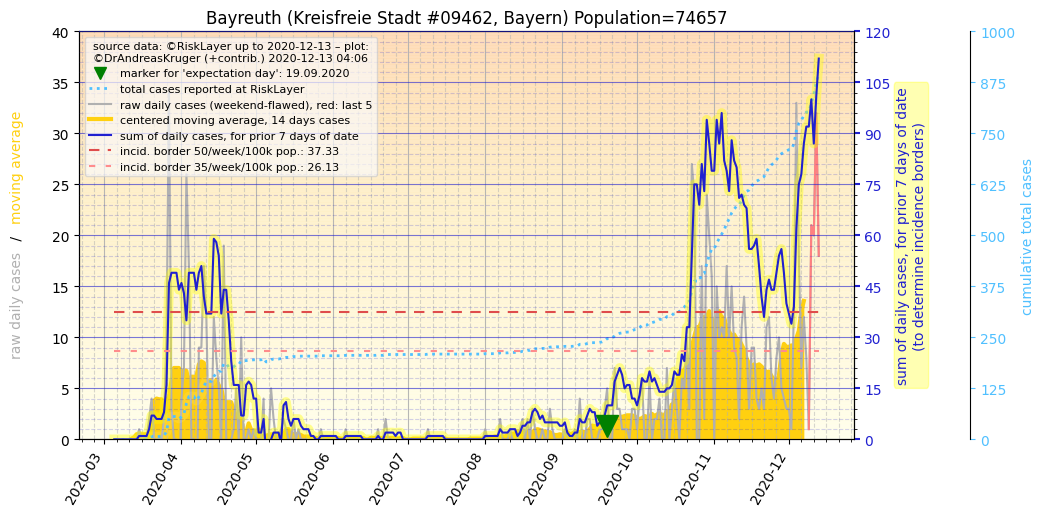 Bayreuth (Kreisfreie Stadt #09462, Bayern) Population=74657
source data: ©RiskLayer up to 2020-12-13 – plot:
©DrAndreasKruger (+contrib.) 2020-12-13 04:06
marker for 'expectation day': 19.09.2020
total cases reported at RiskLayer
raw daily cases (weekend-flawed), red: last 5
centered moving average, 14 days cases
sum of daily cases, for prior 7 days of date
incid. border 50/week/100k pop.: 37.33
incid. border 35/week/100k pop.: 26.13
raw daily cases / moving average
40
35
30
25
20
15
10
5
0
120
105
90
75
60
45
30
15
0
sum of daily cases, for prior 7 days of date
(to determine incidence borders)
1000
875
750
625
500
375
250
125
0
cumulative total cases
2020-03
2020-04
2020-05
2020-06
2020-07
2020-08
2020-09
2020-10
2020-11
2020-12